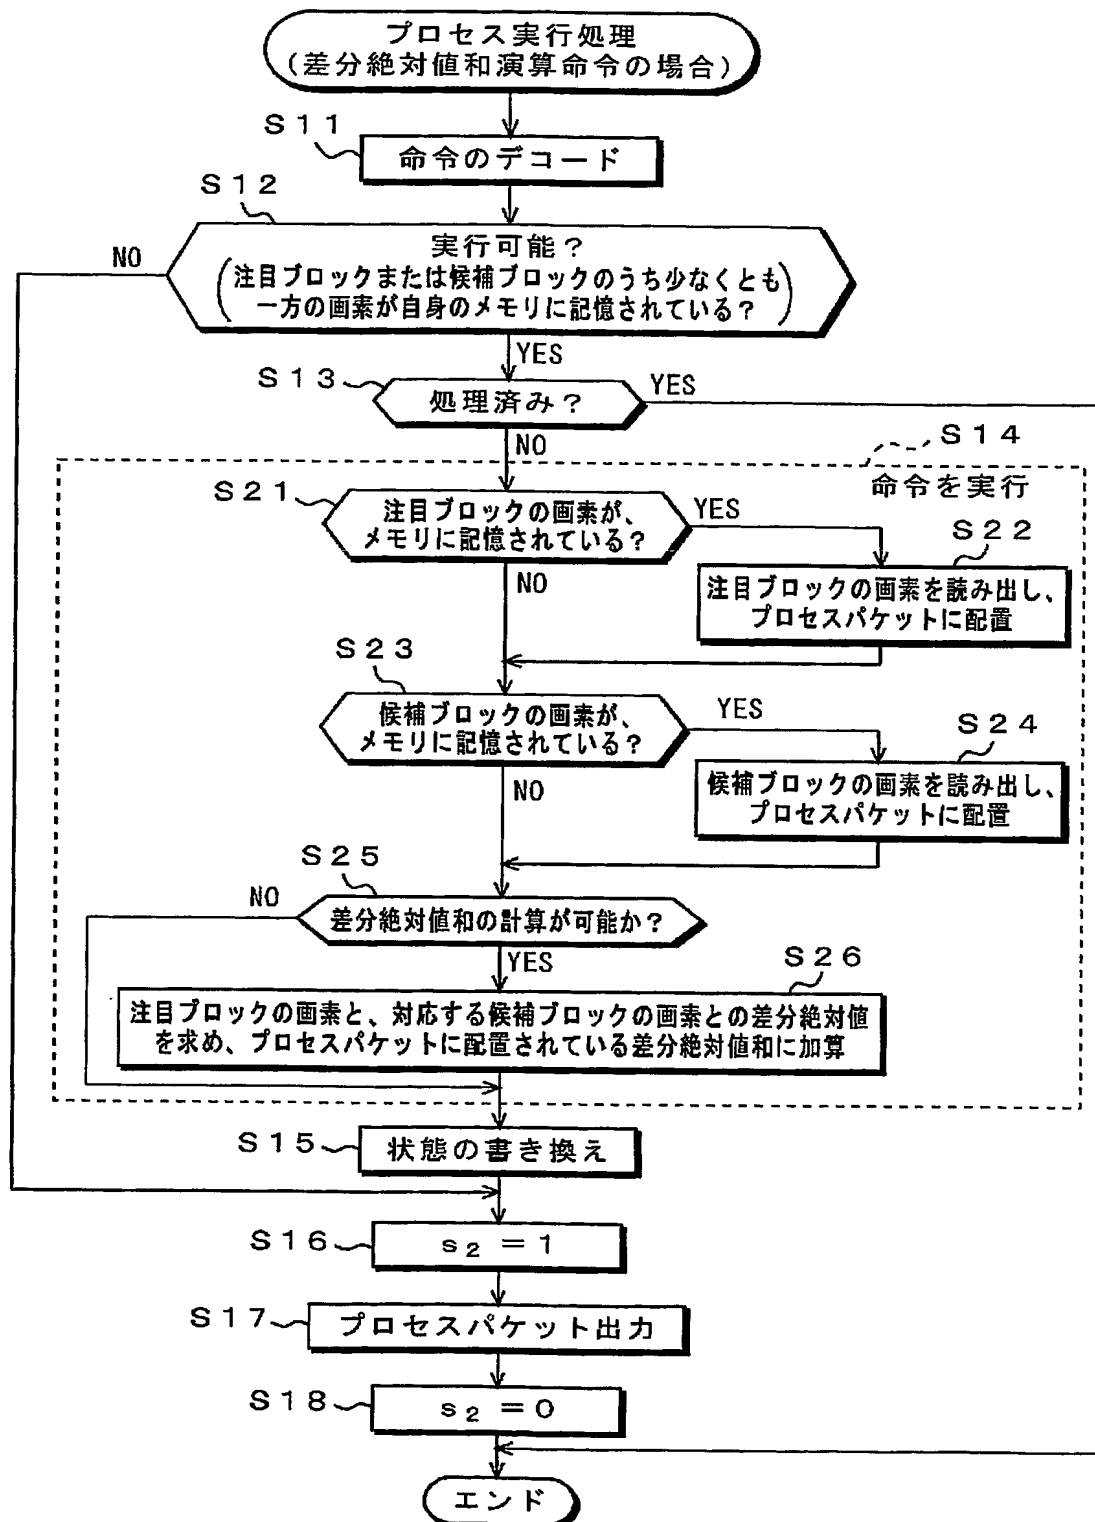 プロセス実行処理
(差分絶対値和演算命令の場合)
S11
命令のデコード
S12
NO
実行可能?
(注目ブロックまたは候補ブロックのうち少なくとも
一方の画素が自身のメモリに記憶されている?)
YES
S13
処理済み?
YES
NO
S14
命令を実行
S21
注目ブロックの画素が、
メモリに記憶されている?
YES
NO
S22
注目ブロックの画素を読み出し、
プロセスパケットに配置
S23
候補ブロックの画素が、
メモリに記憶されている?
YES
NO
S24
候補ブロックの画素を読み出し、
プロセスパケットに配置
S25
NO
差分絶対値和の計算が可能か?
YES
S26
注目ブロックの画素と、対応する候補ブロックの画素との差分絶対値
を求め、プロセスパケットに配置されている差分絶対値和に加算
S15
状態の書き換え
S16
s₂ =1
S17
プロセスパケット出力
S18
s₂ =0
エンド